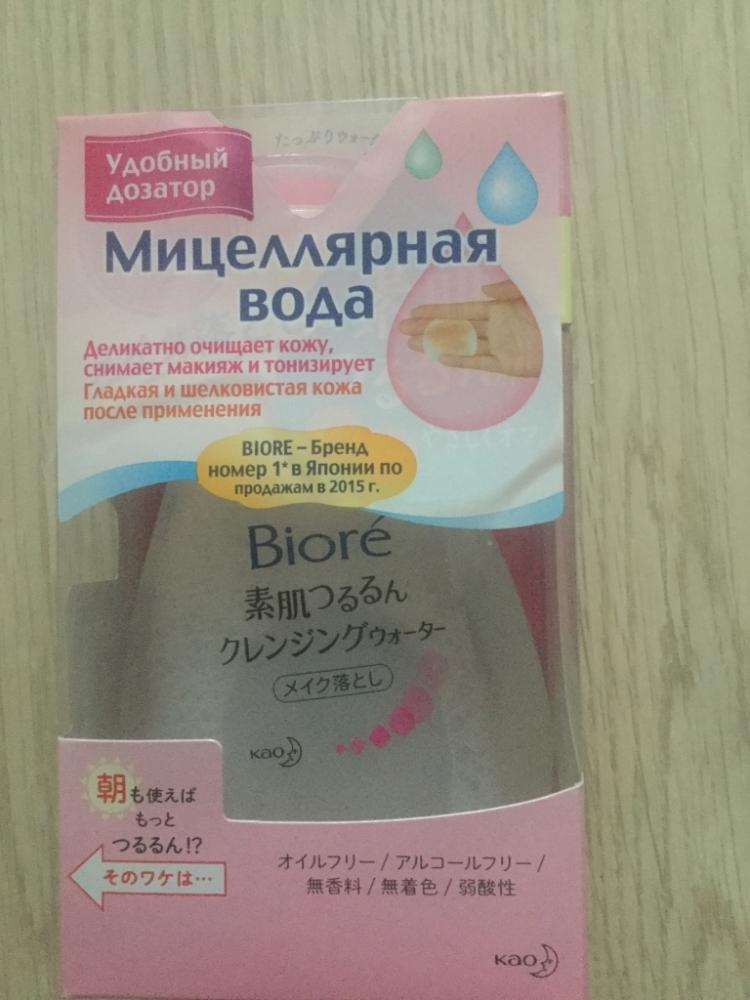 たっぷりウォーター
Удобный
дозатор
Мицеллярная
вода
Деликатно очищает кожу,
снимает макияж и тонизирует
Гладкая и шелковистая кожа
после применения
BIORE – Бренд
номер 1* в Японии по
продажам в 2015 г.
Bioré
素肌つるるん
クレンジングウォーター
メイク落とし
Kao
朝も使えば
もっと
つるるん!?
そのワケは…
オイルフリー / アルコールフリー /
無香料 / 無着色 / 弱酸性
Kao